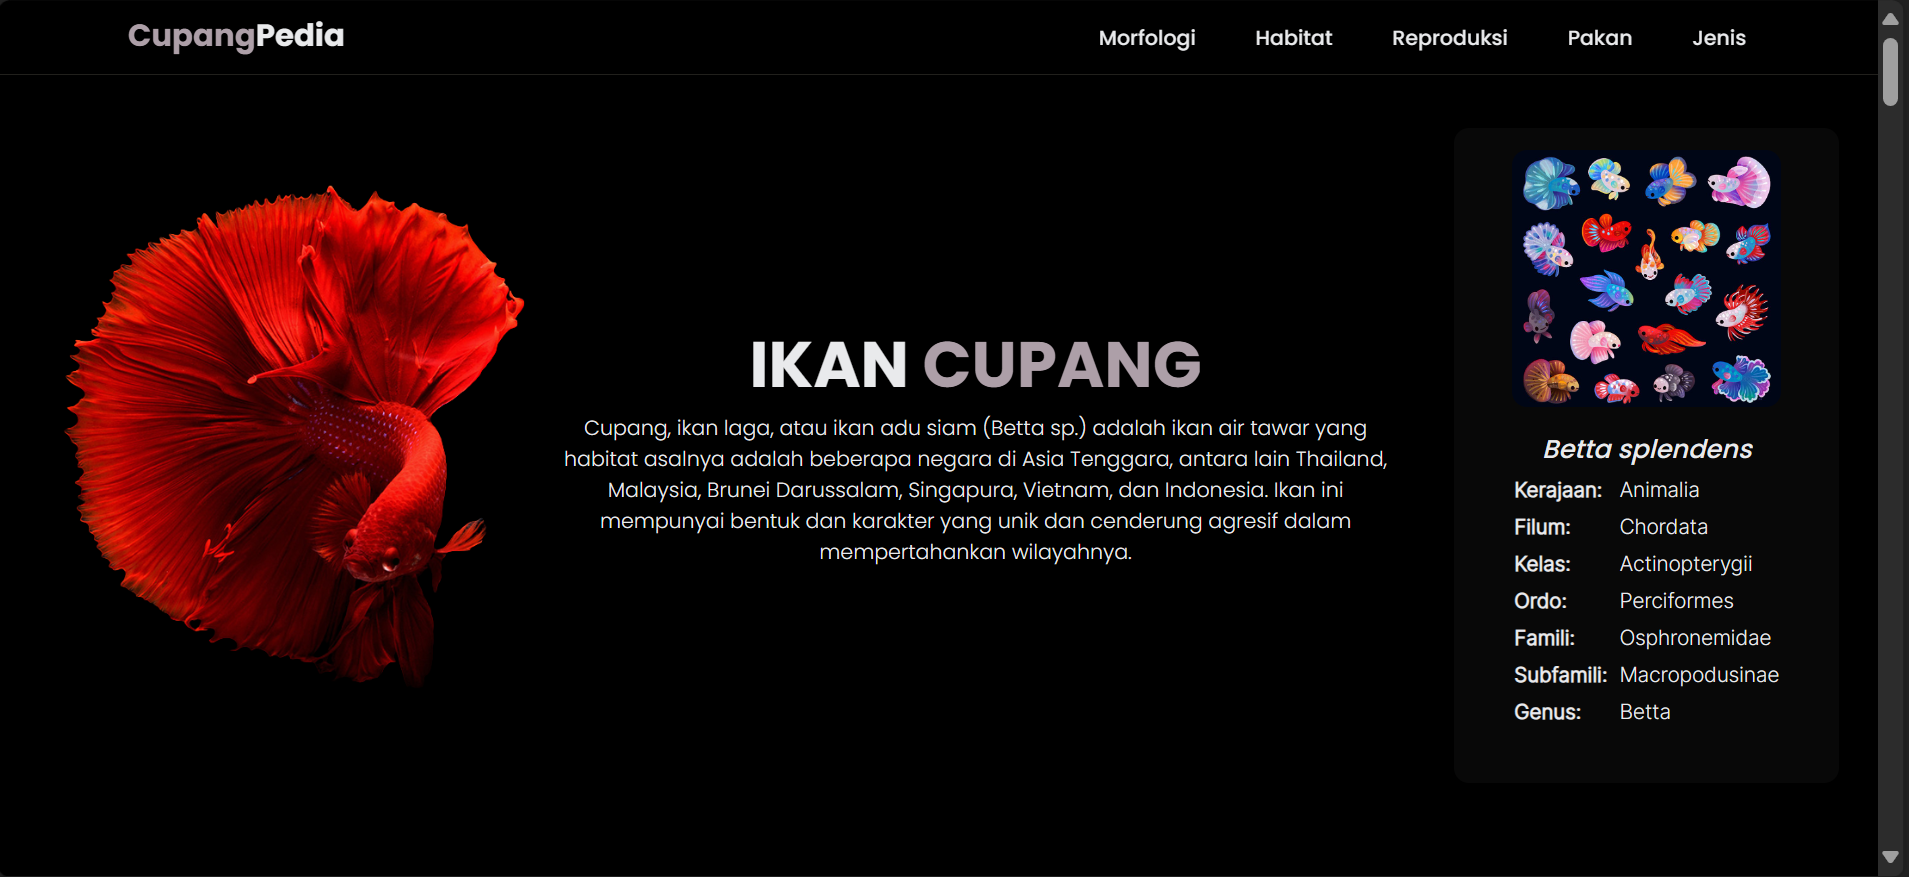 CupangPedia
Morfologi Habitat Reproduksi Pakan Jenis
IKAN CUPANG
Cupang, ikan laga, atau ikan adu siam (Betta sp.) adalah ikan air tawar yang
habitat asalnya adalah beberapa negara di Asia Tenggara, antara lain Thailand,
Malaysia, Brunei Darussalam, Singapura, Vietnam, dan Indonesia. Ikan ini
mempunyai bentuk dan karakter yang unik dan cenderung agresif dalam
mempertahankan wilayahnya.
Betta splendens
Kerajaan: Animalia
Filum: Chordata
Kelas: Actinopterygii
Ordo: Perciformes
Famili: Osphronemidae
Subfamili: Macropodusinae
Genus: Betta